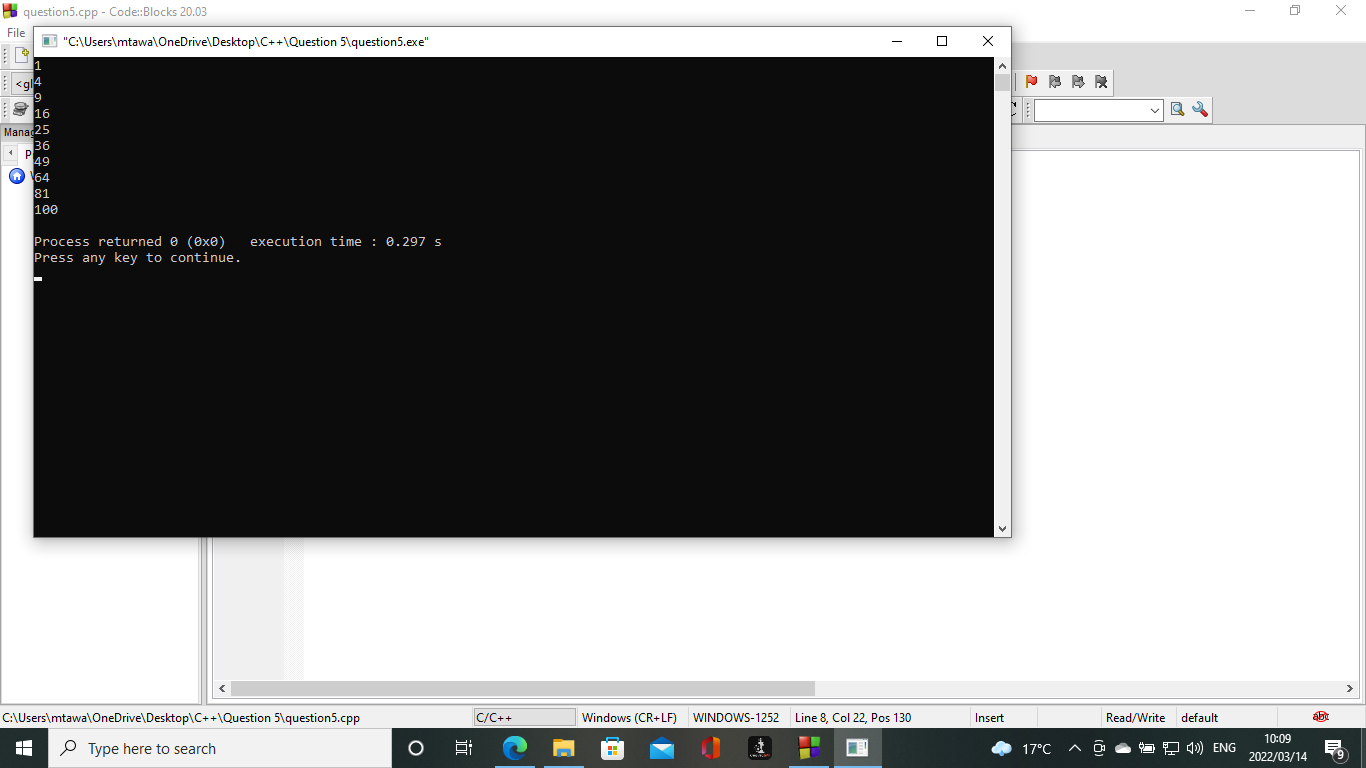 question5.cpp - Code::Blocks 20.03
File
"C:\Users\mtawa\OneDrive\Desktop\C++\Question 5\question5.exe"
1
4
9
16
25
36
49
64
81
100
Process returned 0 (0x0)   execution time : 0.297 s
Press any key to continue.
C:\Users\mtawa\OneDrive\Desktop\C++\Question 5\question5.cpp
C/C++
Windows (CR+LF)
WINDOWS-1252
Line 8, Col 22, Pos 130
Insert
Read/Write
default
abc
Type here to search
17°C
ENG
10:09
2022/03/14
9